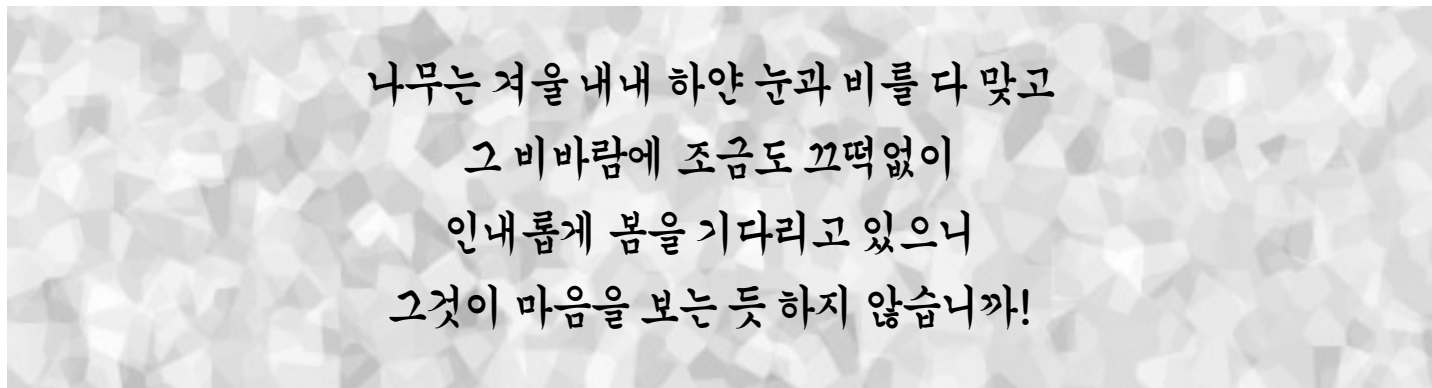 나무는 겨울 내내 하얀 눈과 비를 다 맞고
그 비바람에 조금도 끄떡없이
인내롭게 봄을 기다리고 있으니
그것이 마음을 보는 듯 하지 않습니까!